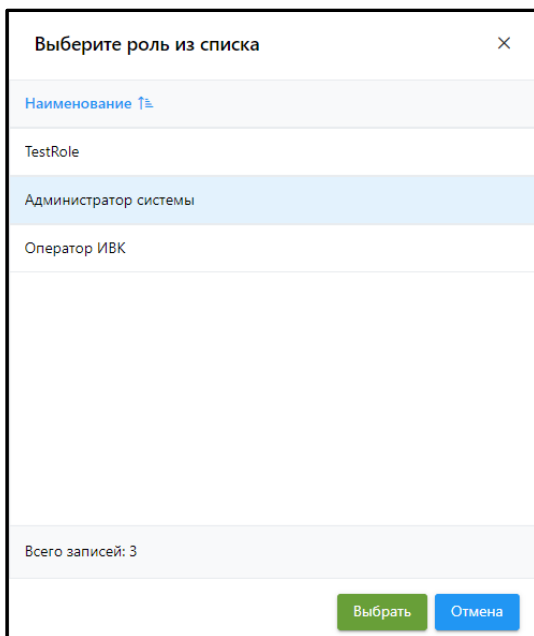 Выберите роль из списка
Наименование
TestRole
Администратор системы
Оператор ИВК
Всего записей: 3
Выбрать Отмена